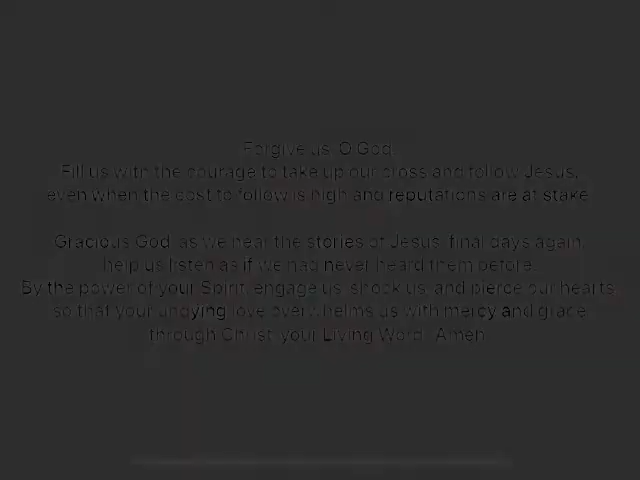 Forgive us, O God.
Fill us with the courage to take up our cross and follow Jesus,
even when the cost to follow is high and reputations are at stake.
Gracious God, as we hear the stories of Jesus' final days again,
help us listen as if we had never heard them before.
By the power of your Spirit, engage us, shock us, and pierce our hearts
so that your undying love overwhelms us with mercy and grace
through Christ, your Living Word. Amen.